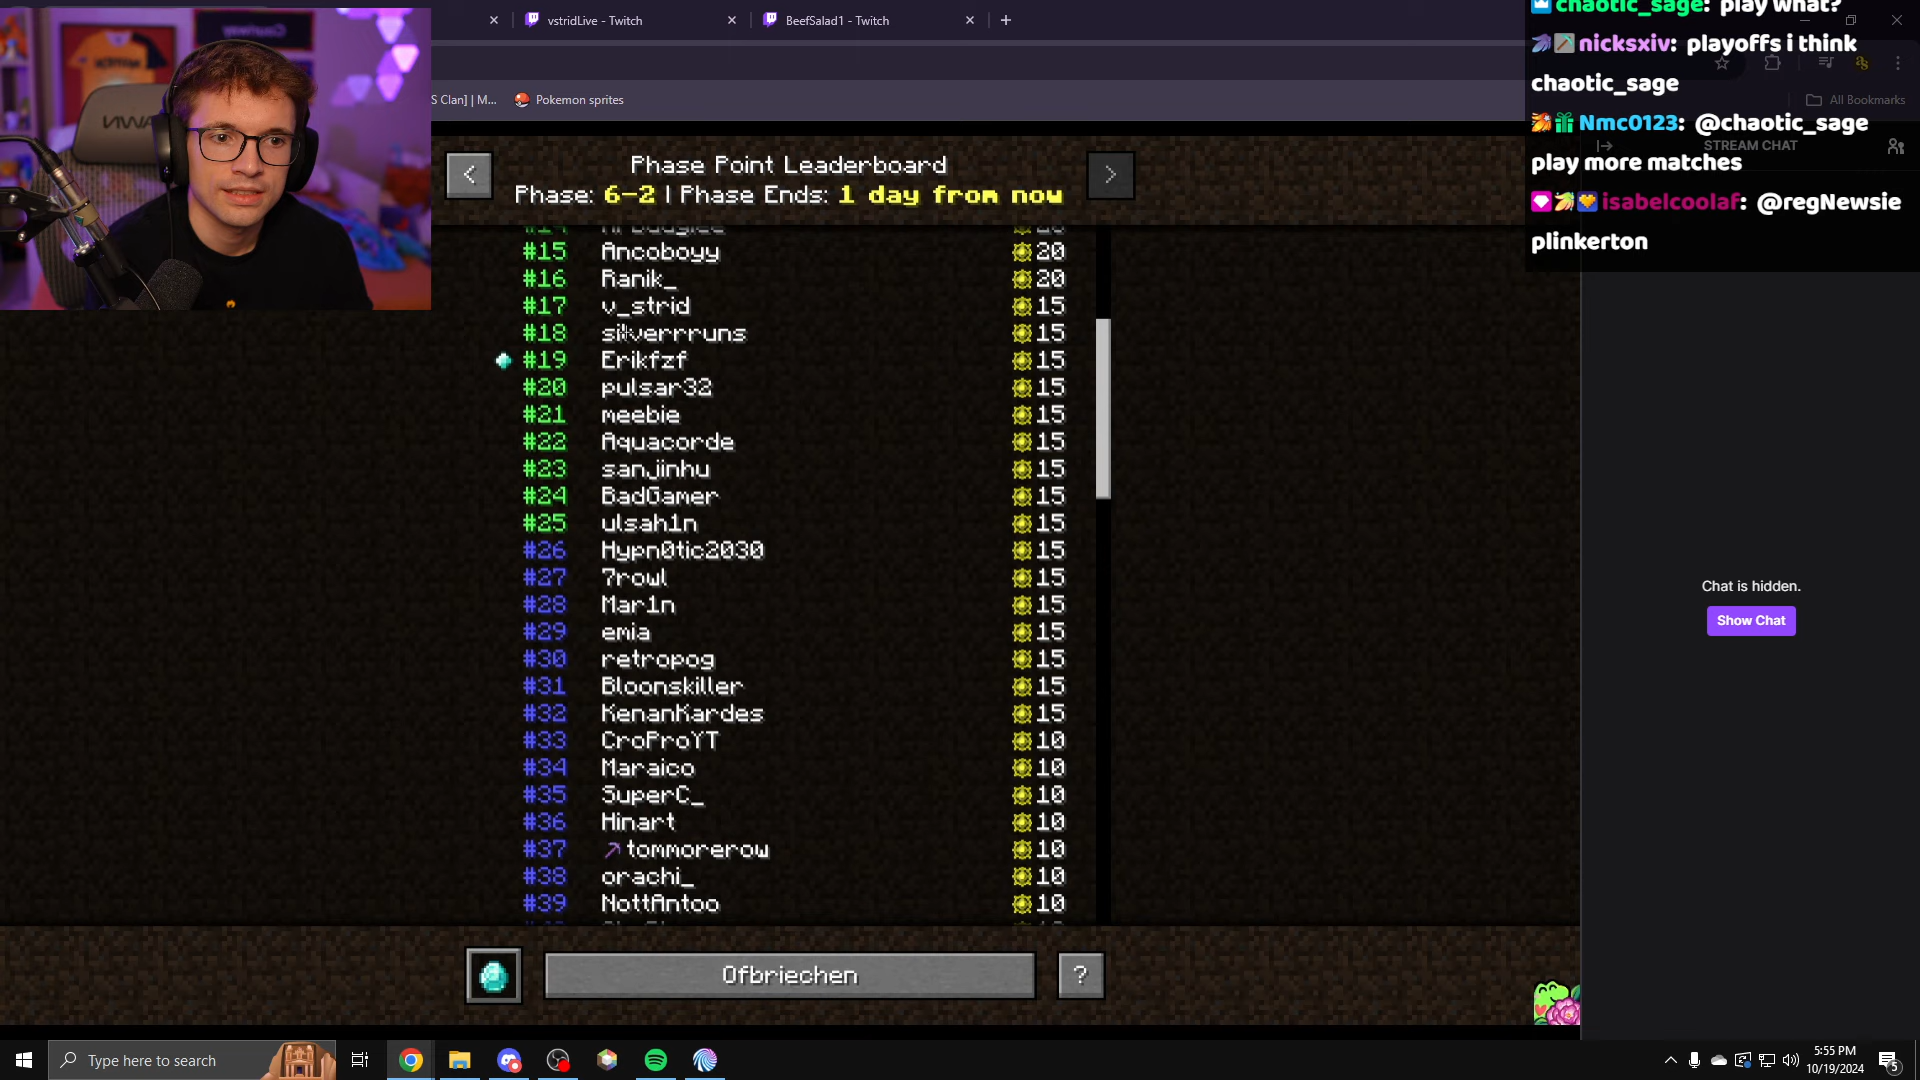 vstridLive - Twitch
BeefSalad1 - Twitch
S Clan] | M...
Pokemon sprites
All Bookmarks
chaotic_sage: play what?
nicksxiv: playoffs i think
chaotic_sage
Nmc0123: @chaotic_sage
play more matches
isabelcoolaf: @regNewsie
plinkerton
STREAM CHAT
Phase Point Leaderboard
Phase: 6-2 | Phase Ends: 1 day from now
#15 Ancoboyy 20
#16 Ranik_ 20
#17 v_strid 15
#18 silverrruns 15
#19 Erikfzf 15
#20 pulsar32 15
#21 meebie 15
#22 Aquacorde 15
#23 sanjinhu 15
#24 BadGamer 15
#25 ulsah1n 15
#26 Hypn0tic2030 15
#27 7rowl 15
#28 Mar1n 15
#29 emia 15
#30 retropog 15
#31 Bloonskiller 15
#32 KenanKardes 15
#33 CroProYT 10
#34 Maraico 10
#35 SuperC_ 10
#36 Hinart 10
#37 tommorerow 10
#38 orachi_ 10
#39 NottAntoo 10
Ofbriechen
?
Chat is hidden.
Show Chat
Type here to search
5:55 PM
10/19/2024
5